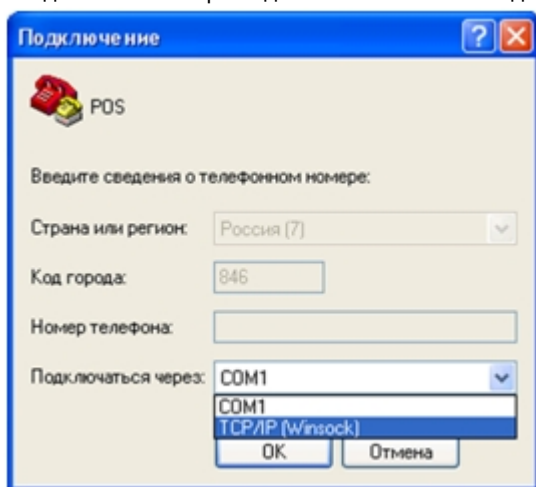 Подключение
POS
Введите сведения о телефонном номере:
Страна или регион: Россия (7)
Код города: 846
Номер телефона:
Подключаться через: COM1
COM1
TCP/IP (Winsock)
OK Отмена